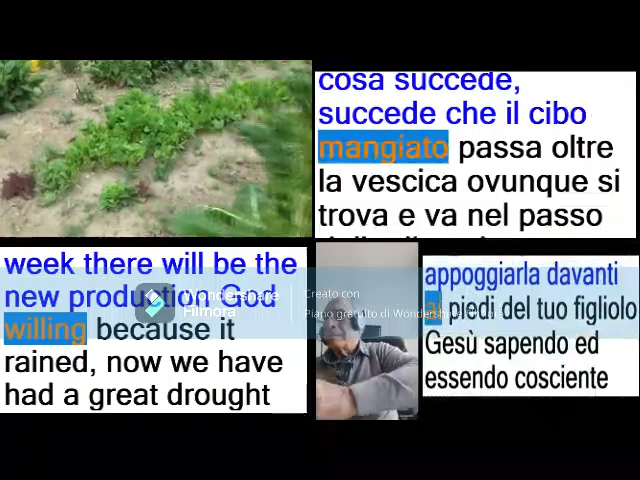 cosa succede,
succede che il cibo
mangiato passa oltre
la vescica ovunque si
trova e va nel passo
week there will be the
new production God
willing because it
rained, now we have
had a great drought
Wondershare
Filmora
Creato con
Piano gratuito di Wondershare Filmora
appoggiarla davanti
ai piedi del tuo figliolo
Gesù sapendo ed
essendo cosciente